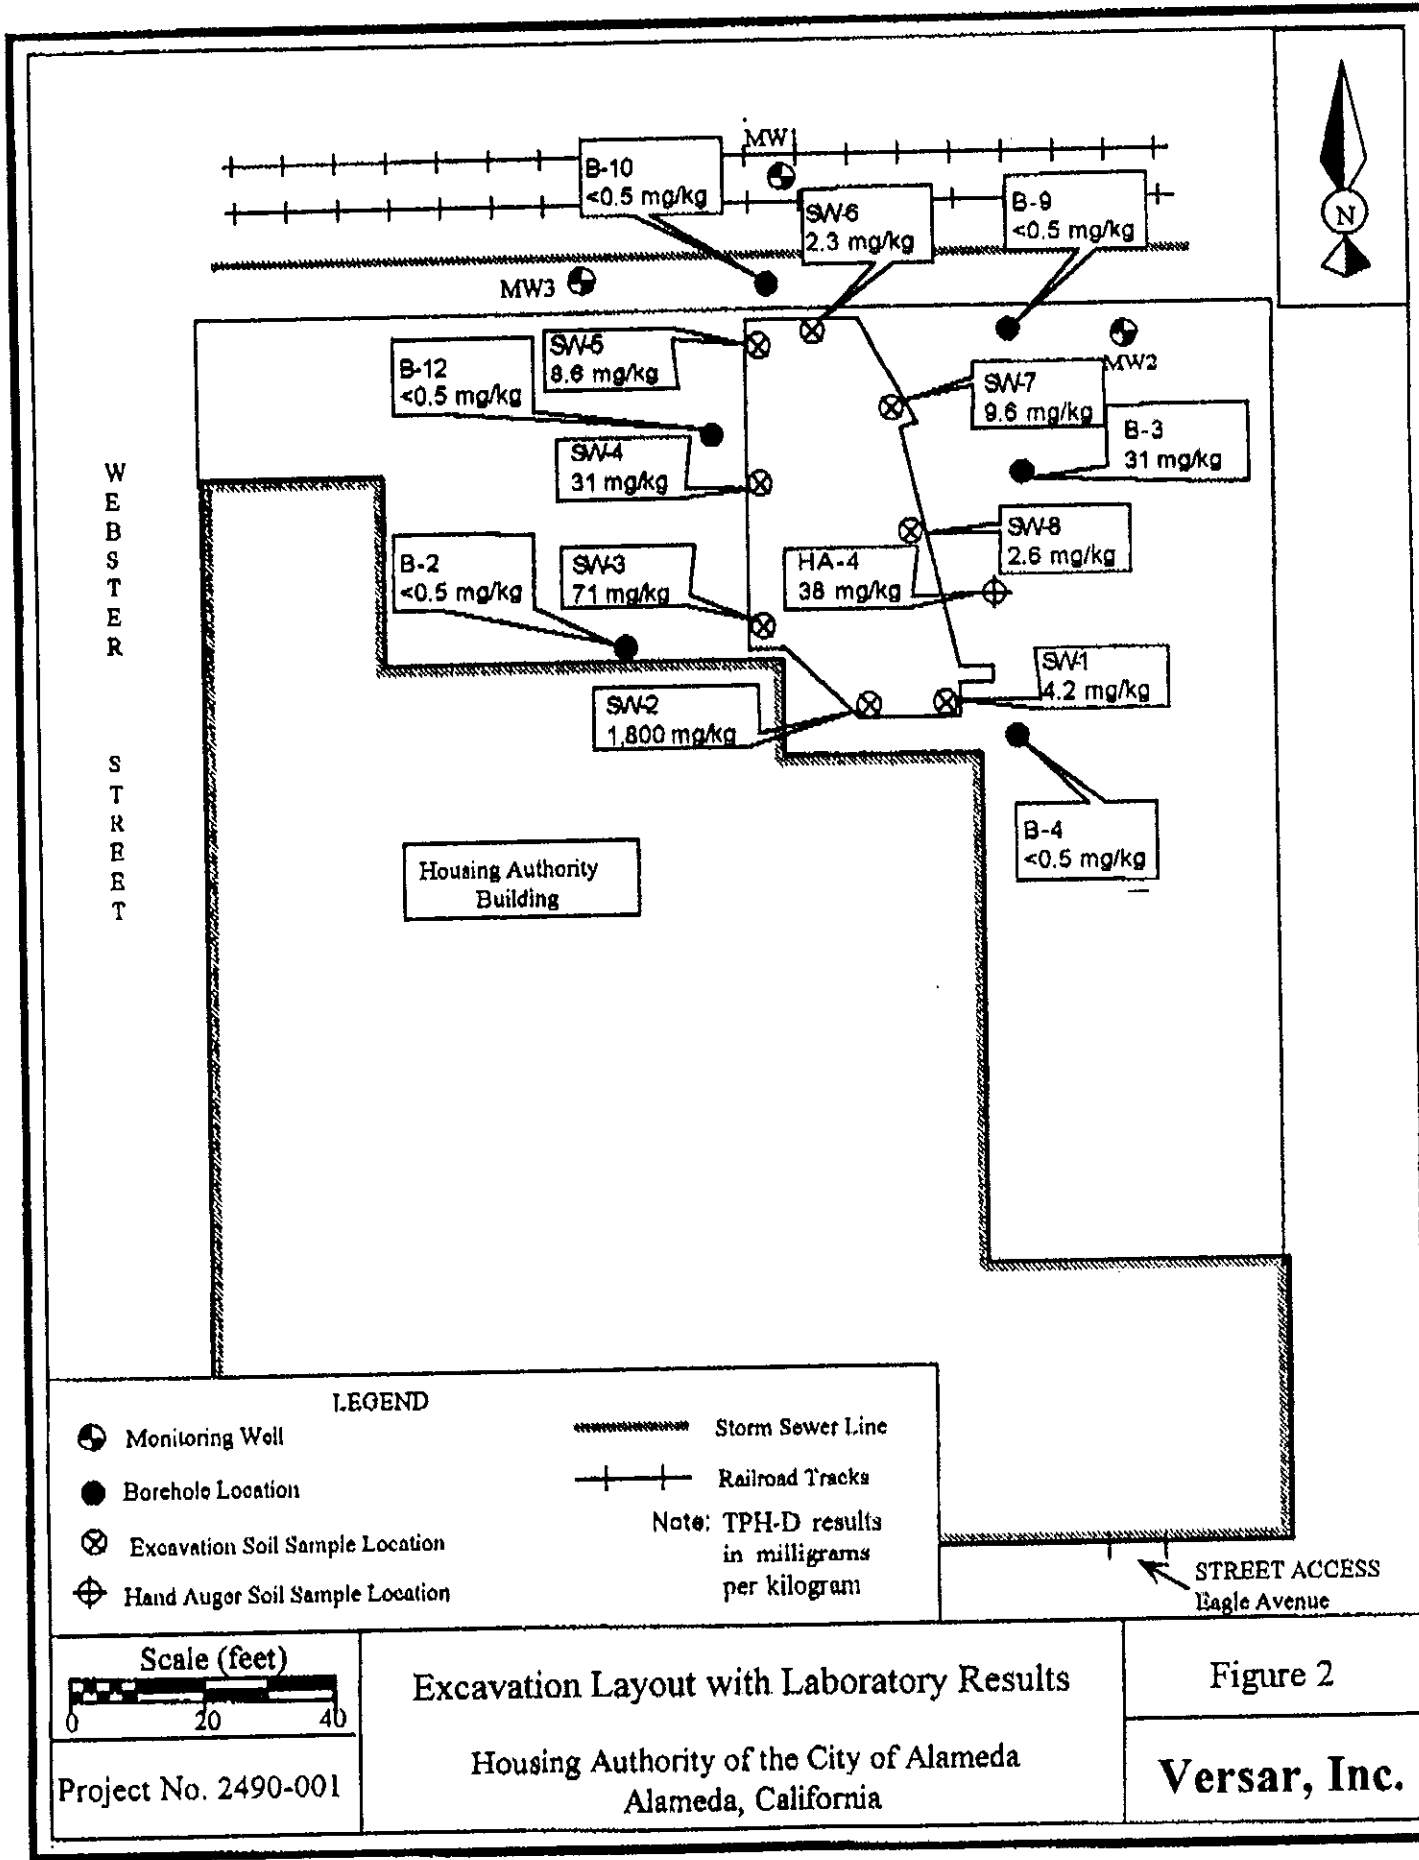 N
MW1
B-10
<0.5 mg/kg
SW-6
2.3 mg/kg
B-9
<0.5 mg/kg
MW3
MW2
SW-5
8.6 mg/kg
B-12
<0.5 mg/kg
SW-7
9.6 mg/kg
B-3
31 mg/kg
SW-4
31 mg/kg
SW-8
2.6 mg/kg
B-2
<0.5 mg/kg
SW-3
71 mg/kg
HA-4
38 mg/kg
SW-1
4.2 mg/kg
SW-2
1,800 mg/kg
B-4
<0.5 mg/kg
WEBSTER STREET
Housing Authority
Building
LEGEND
Monitoring Well
Borehole Location
Excavation Soil Sample Location
Hand Auger Soil Sample Location
Storm Sewer Line
Railroad Tracks
Note: TPH-D results
in milligrams
per kilogram
STREET ACCESS
Eagle Avenue
Scale (feet)
0 20 40
Project No. 2490-001
Excavation Layout with Laboratory Results
Housing Authority of the City of Alameda
Alameda, California
Figure 2
Versar, Inc.